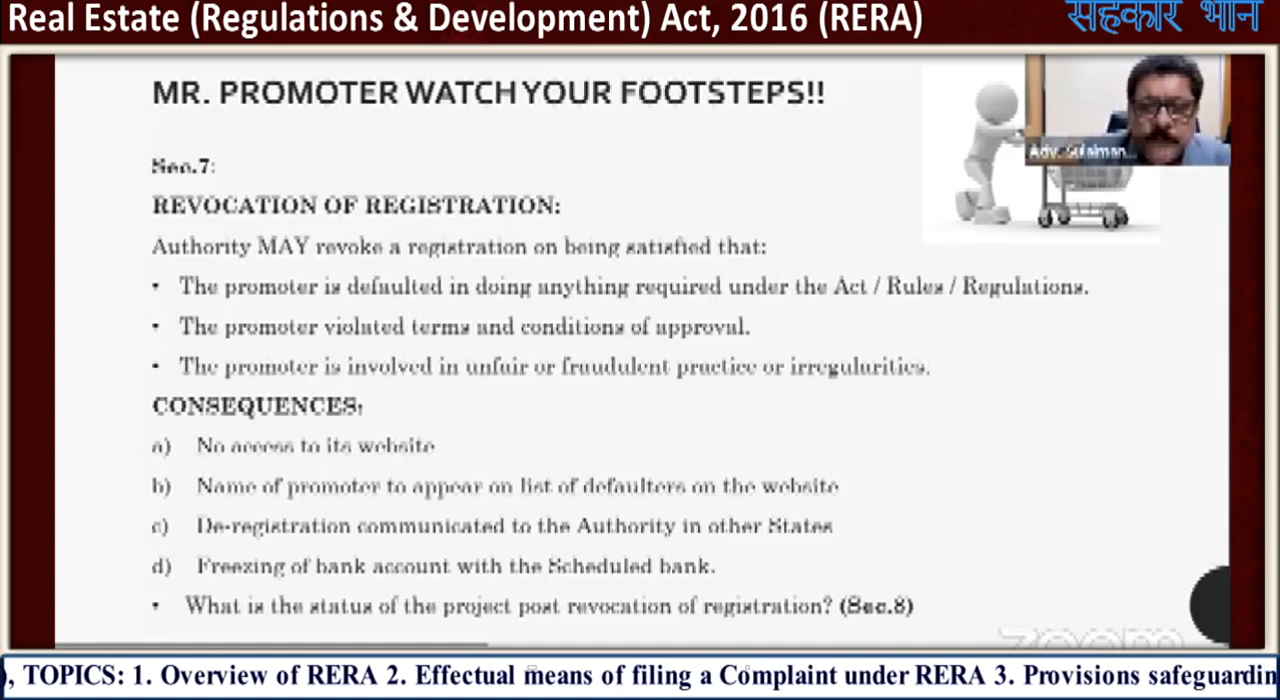 Real Estate (Regulations & Development) Act, 2016 (RERA)
सहकार भान
MR. PROMOTER WATCH YOUR FOOTSTEPS!!
Adv. Sulaiman...
Sec.7:
REVOCATION OF REGISTRATION:
Authority MAY revoke a registration on being satisfied that:
• The promoter is defaulted in doing anything required under the Act / Rules / Regulations.
• The promoter violated terms and conditions of approval.
• The promoter is involved in unfair or fraudulent practice or irregularities.
CONSEQUENCES:
a) No access to its website
b) Name of promoter to appear on list of defaulters on the website
c) De-registration communicated to the Authority in other States
d) Freezing of bank account with the Scheduled bank.
• What is the status of the project post revocation of registration? (Sec.8)
zoom
), TOPICS: 1. Overview of RERA 2. Effectual means of filing a Complaint under RERA 3. Provisions safeguardin